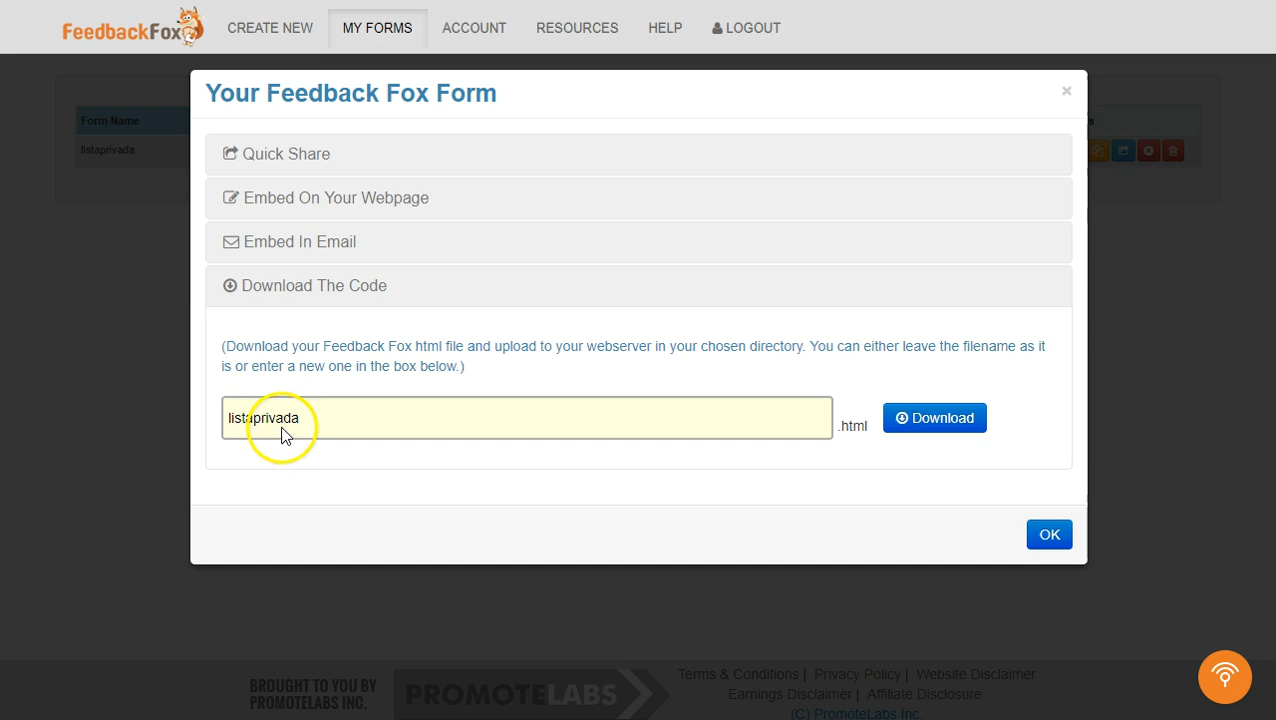 FeedbackFox
CREATE NEW
MY FORMS
ACCOUNT
RESOURCES
HELP
LOGOUT
Your Feedback Fox Form
×
Form Name
s
listaprivada
Quick Share
Embed On Your Webpage
Embed In Email
Download The Code
(Download your Feedback Fox html file and upload to your webserver in your chosen directory. You can either leave the filename as it
is or enter a new one in the box below.)
listaprivada
.html
Download
OK
BROUGHT TO YOU BY
PROMOTELABS INC.
PROMOTELABS
Terms & Conditions | Privacy Policy | Website Disclaimer
Earnings Disclaimer | Affiliate Disclosure
(C) PromoteLabs Inc.